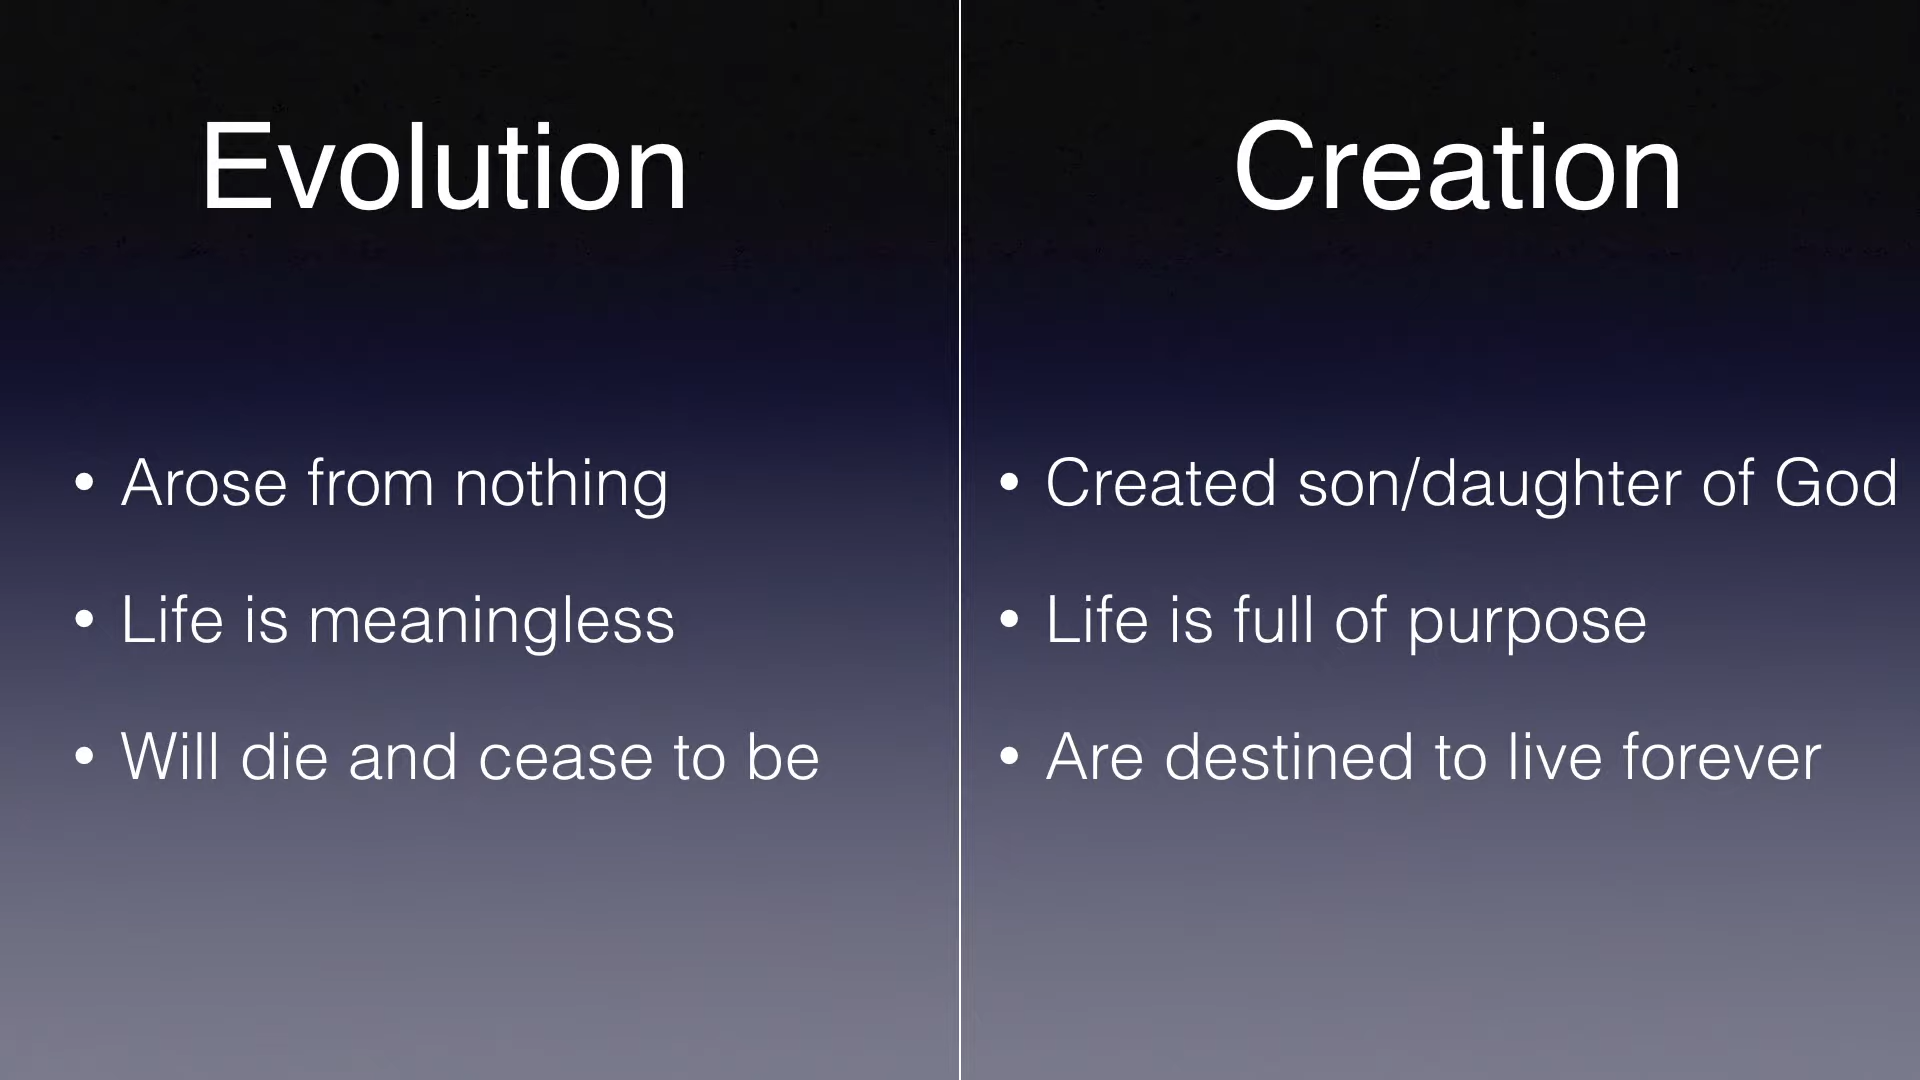 Evolution
• Arose from nothing
• Life is meaningless
• Will die and cease to be
Creation
• Created son/daughter of God
• Life is full of purpose
• Are destined to live forever